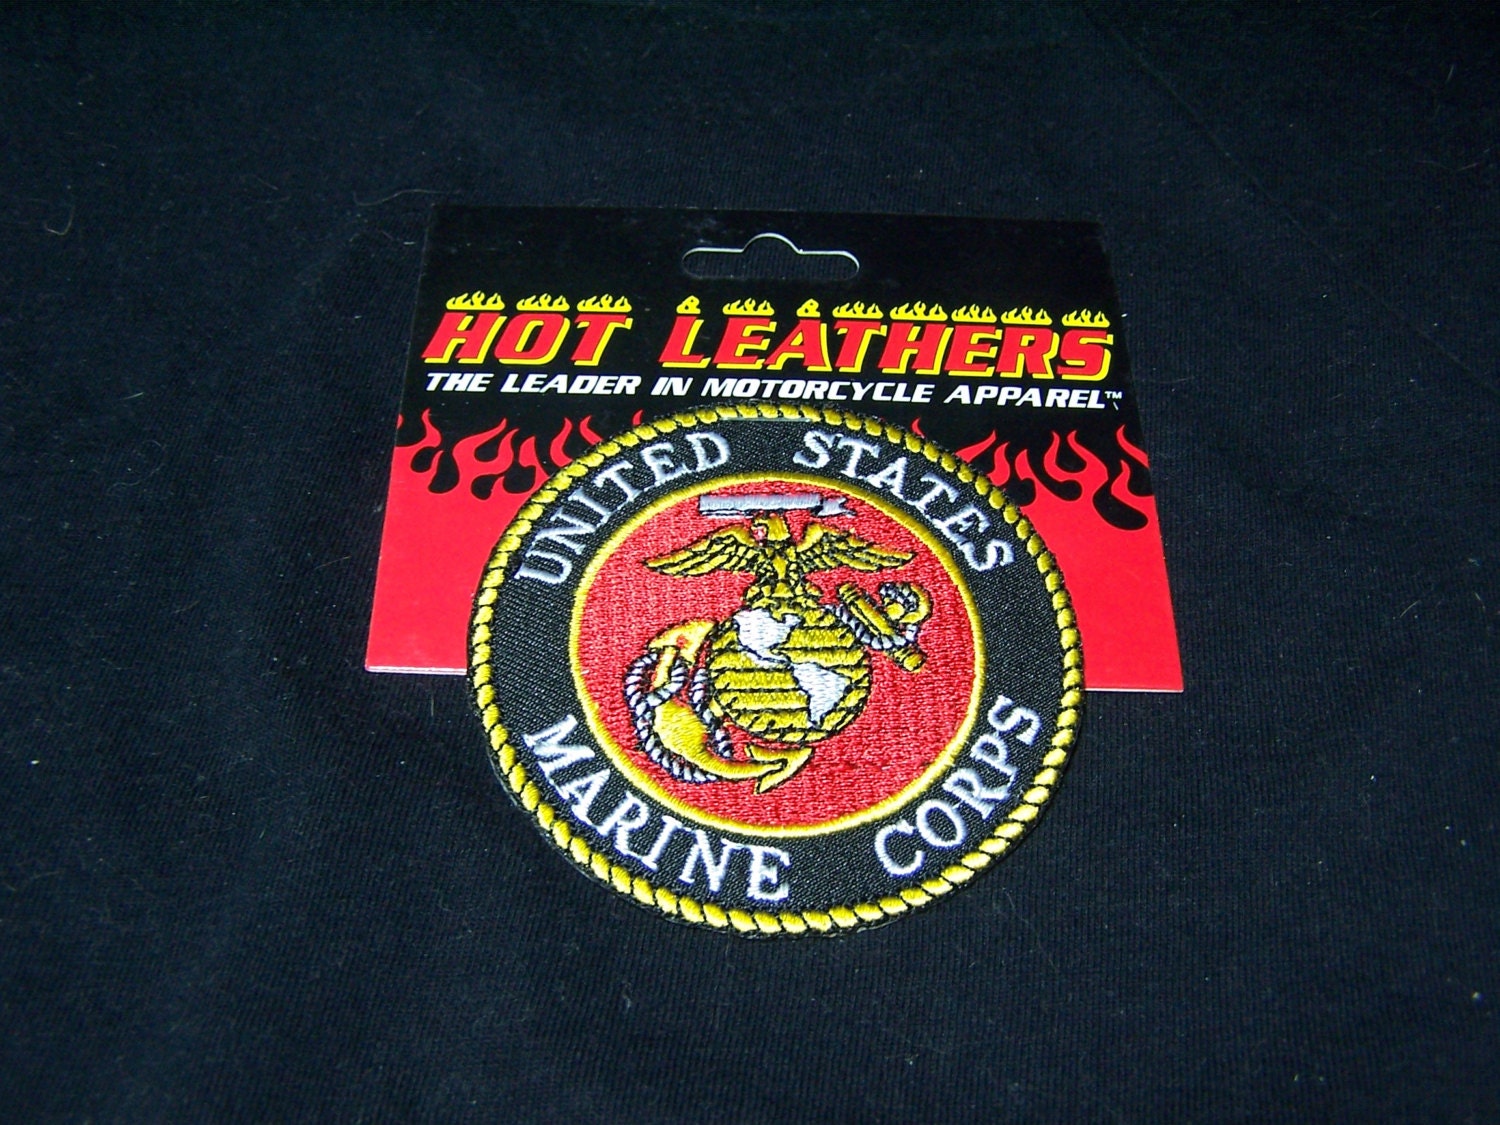 HOT LEATHERS
THE LEADER IN MOTORCYCLE APPAREL™
UNITED STATES
MARINE CORPS